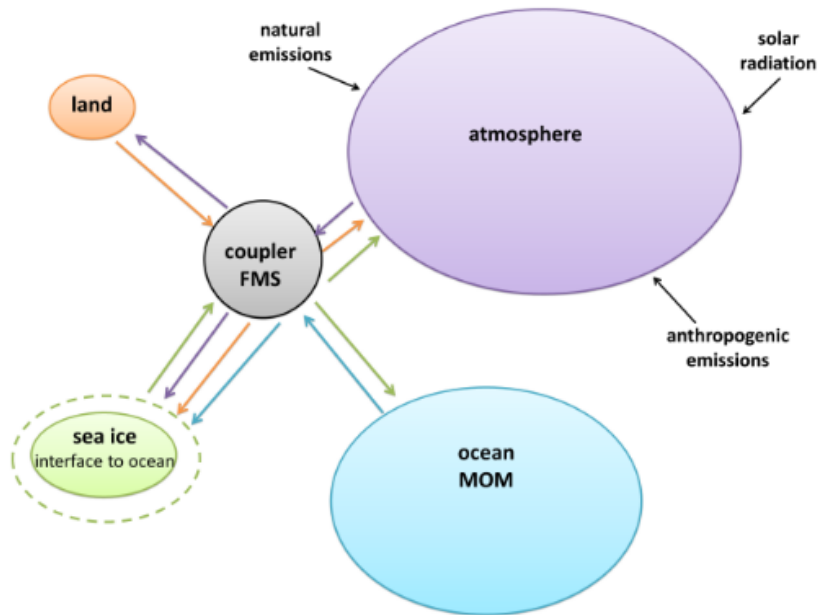 natural
emissions
solar
radiation
land
atmosphere
coupler
FMS
anthropogenic
emissions
sea ice
interface to ocean
ocean
MOM